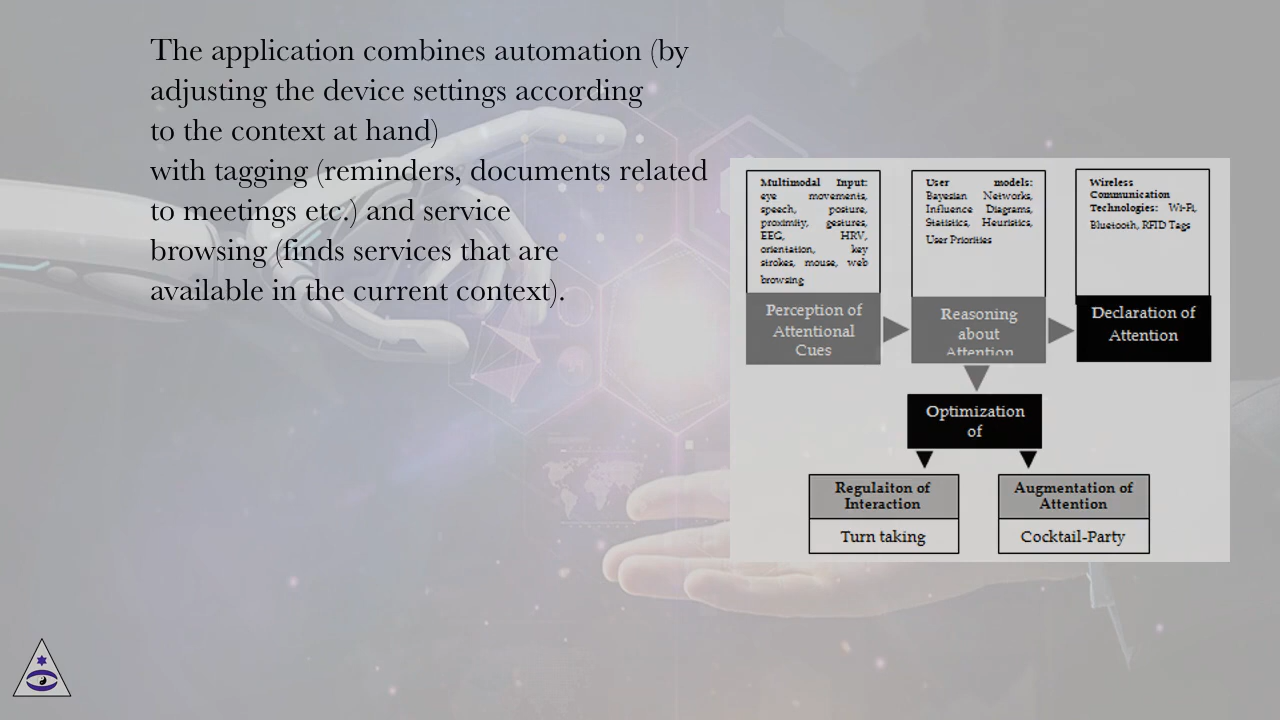 The application combines automation (by
adjusting the device settings according
to the context at hand)
with tagging (reminders, documents related
to meetings etc.) and service
browsing (finds services that are
available in the current context).
Multimodal Input:
eye movements,
speech, posture,
proximity, gestures,
EEG, HRV,
orientation, key
strokes, mouse, web
browsing
User models:
Bayesian Networks,
Influence Diagrams,
Statistics, Heuristics,
User Priorities
Wireless
Communication
Technologies: Wi-Fi,
Bluetooth, RFID Tags
Perception of
Attentional
Cues
Reasoning
about
Attention
Declaration of
Attention
Optimization
of
Regulaiton of
Interaction
Turn taking
Augmentation of
Attention
Cocktail-Party